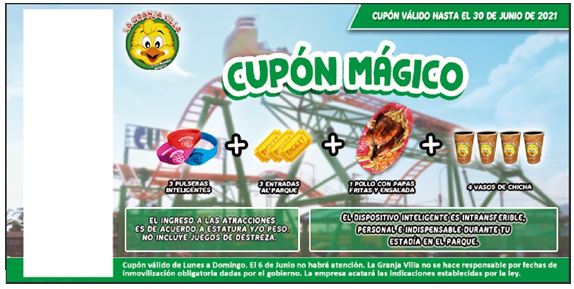 CUPÓN VÁLIDO HASTA EL 30 DE JUNIO DE 2021
LA GRANJA VILLA
CUPÓN MÁGICO
+ + +
3 PULSERAS
INTELIGENTES
3 ENTRADAS
AL PARQUE
1 POLLO CON PAPAS
FRITAS Y ENSALADA
4 VASOS DE CHICHA
EL INGRESO A LAS ATRACCIONES
ES DE ACUERDO A ESTATURA Y/O PESO.
NO INCLUYE JUEGOS DE DESTREZA.
EL DISPOSITIVO INTELIGENTE ES INTRANSFERIBLE,
PERSONAL E INDISPENSABLE DURANTE TU
ESTADÍA EN EL PARQUE.
Cupón válido de Lunes a Domingo. El 6 de Junio no habrá atención. La Granja Villa no se hace responsable por fechas de
inmovilización obligatoria dadas por el gobierno. La empresa acatará las indicaciones establecidas por la ley.